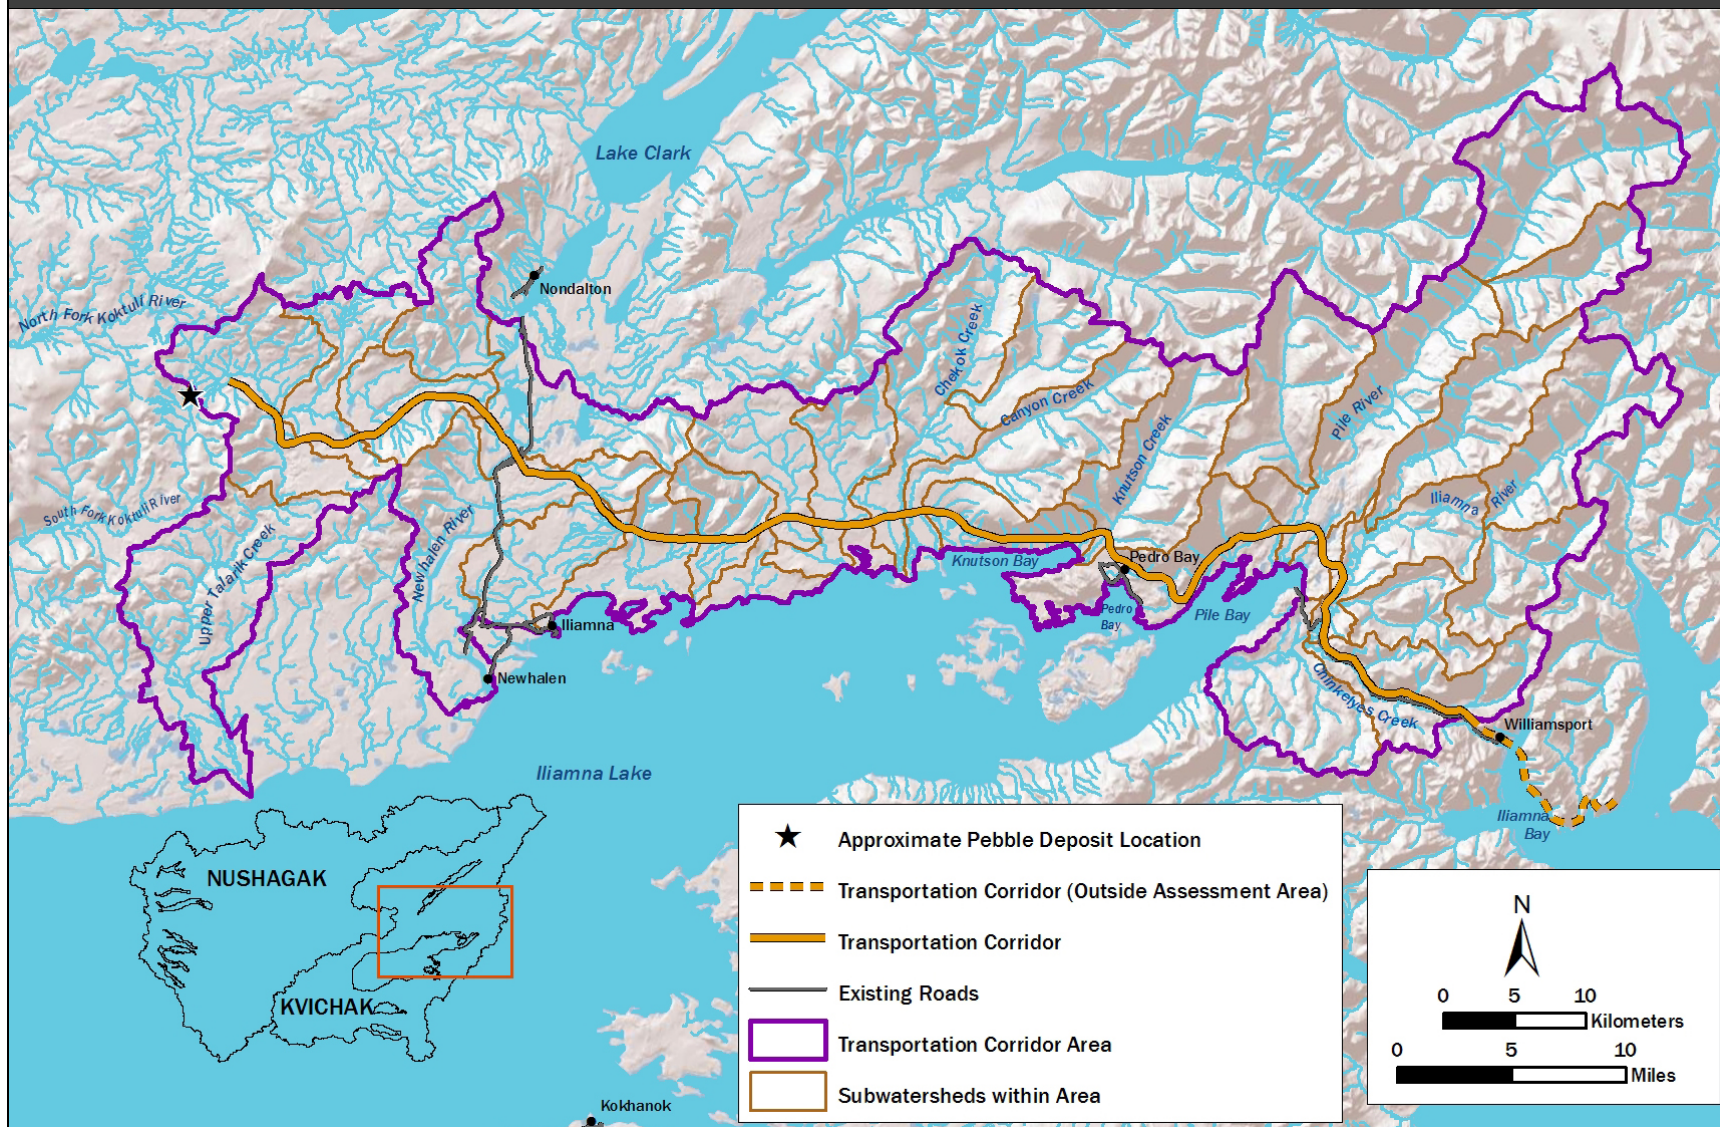 Lake Clark
Nondalton
North Fork Koktuli River
Chekok Creek
Canyon Creek
Knutson Creek
Pile River
Iliamna River
South Fork Koktuli River
Upper Talarik Creek
Newhalen River
Knutson Bay
Pedro Bay
Pedro
Bay
Pile Bay
Iliamna
Newhalen
Chinkelyes Creek
Williamsport
Iliamna Lake
Iliamna
Bay
NUSHAGAK
KVICHAK
Kokhanok
Approximate Pebble Deposit Location
Transportation Corridor (Outside Assessment Area)
Transportation Corridor
Existing Roads
Transportation Corridor Area
Subwatersheds within Area
N
0 5 10
Kilometers
0 5 10
Miles